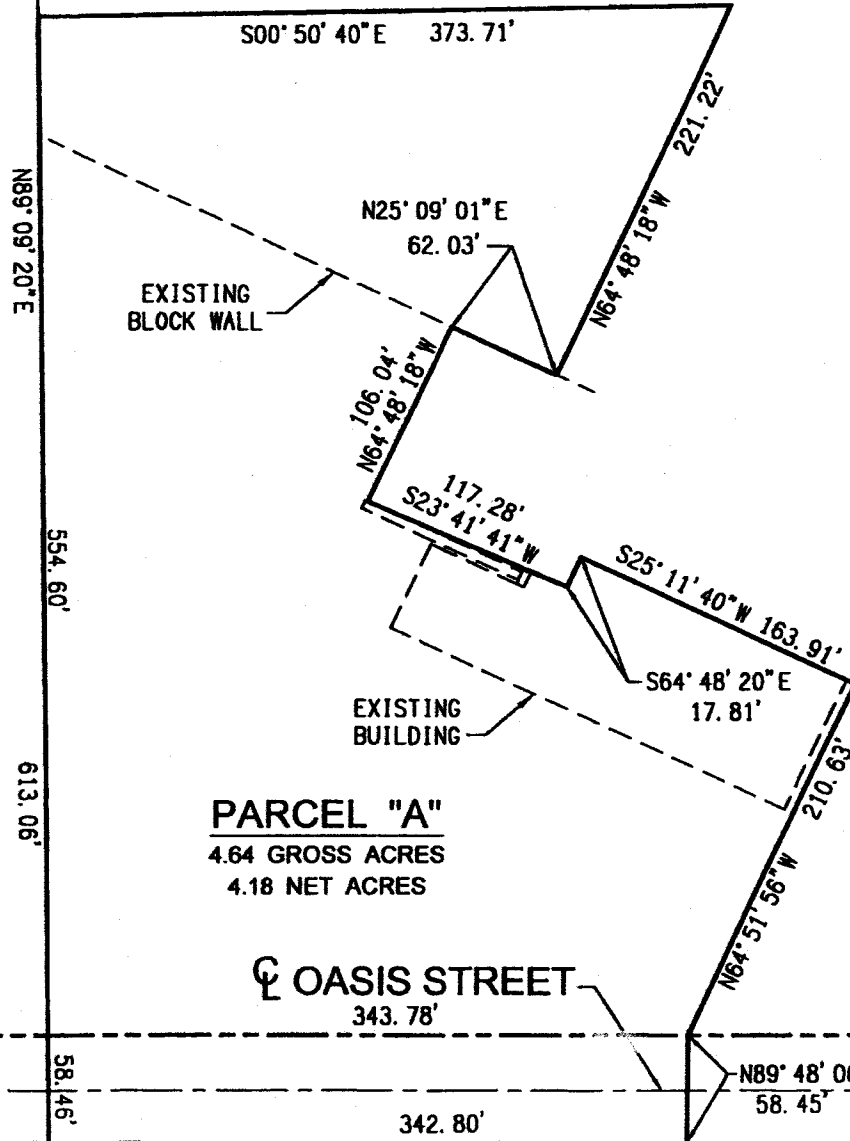 S00° 50' 40" E 373. 71'
221. 22'
N64° 48' 18" W
N25° 09' 01" E
62. 03'
N89° 09' 20" E
EXISTING
BLOCK WALL
106. 04'
N64° 48' 18" W
117. 28'
S23° 41' 41" W
S25° 11' 40" W 163. 91'
554. 60'
S64° 48' 20" E
17. 81'
EXISTING
BUILDING
210. 63'
N64° 51' 56" W
613. 06'
PARCEL "A"
4.64 GROSS ACRES
4.18 NET ACRES
℄ OASIS STREET
343. 78'
58. 46'
N89° 48'
58. 45'
342. 80'